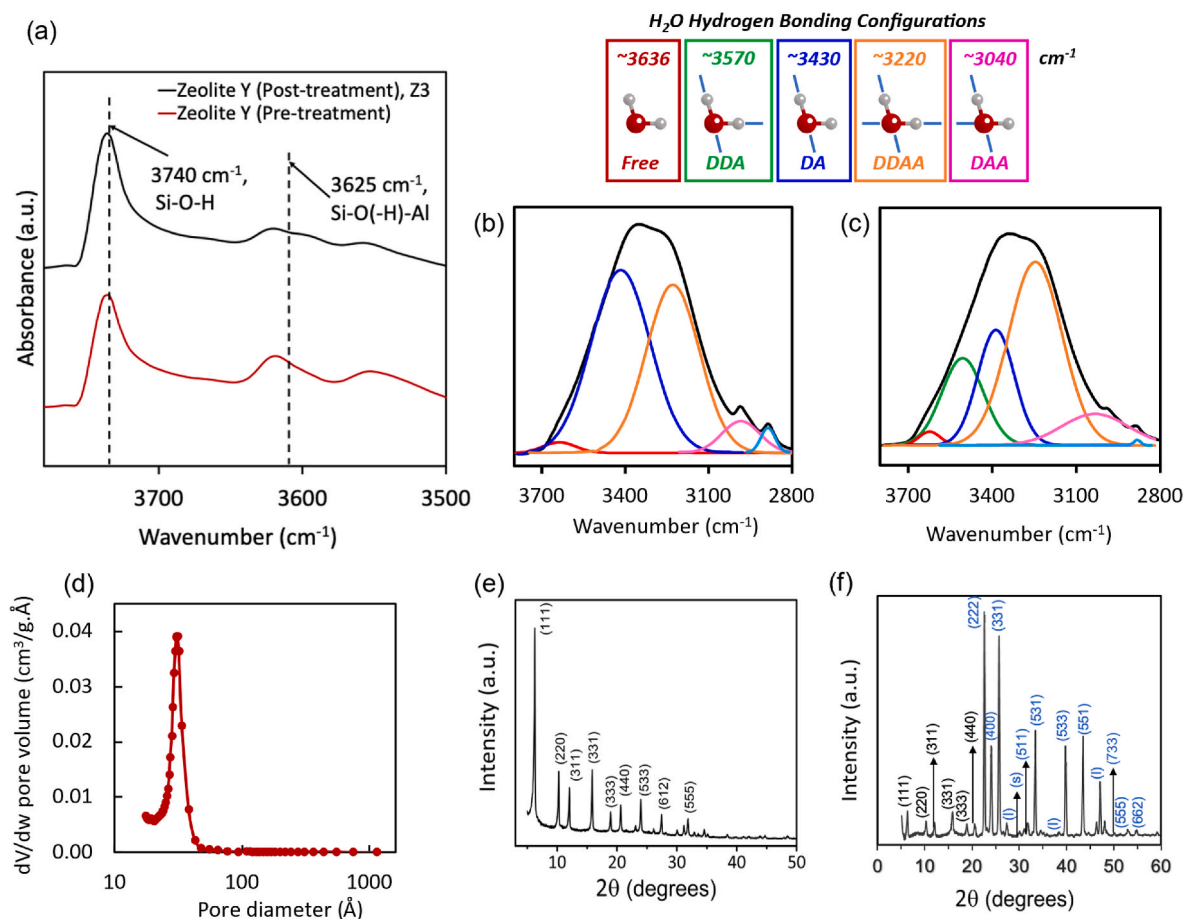 (a)
Zeolite Y (Post-treatment), Z3
Zeolite Y (Pre-treatment)
3740 cm⁻¹,
Si-O-H
3625 cm⁻¹,
Si-O(-H)-Al
Absorbance (a.u.)
3700 3600 3500
Wavenumber (cm⁻¹)
H₂O Hydrogen Bonding Configurations
~3636 ~3570 ~3430 ~3220 ~3040 cm⁻¹
Free DDA DA DDAA DAA
(b)
3700 3400 3100 2800
Wavenumber (cm⁻¹)
(c)
3700 3400 3100 2800
Wavenumber (cm⁻¹)
(d)
dV/dw pore volume (cm³/g.Å)
0.04
0.03
0.02
0.01
0.00
10 100 1000
Pore diameter (Å)
(e)
Intensity (a.u.)
(111)
(220)
(311)
(331)
(333)
(440)
(533)
(612)
(555)
10 20 30 40 50
2θ (degrees)
(f)
Intensity (a.u.)
(111)
(220)
(311)
(331)
(333)
(440)
(222)
(400)
(331)
(I)
(s)
(511)
(531)
(I)
(533)
(551)
(I)
(733)
(555)
(662)
0 10 20 30 40 50 60
2θ (degrees)